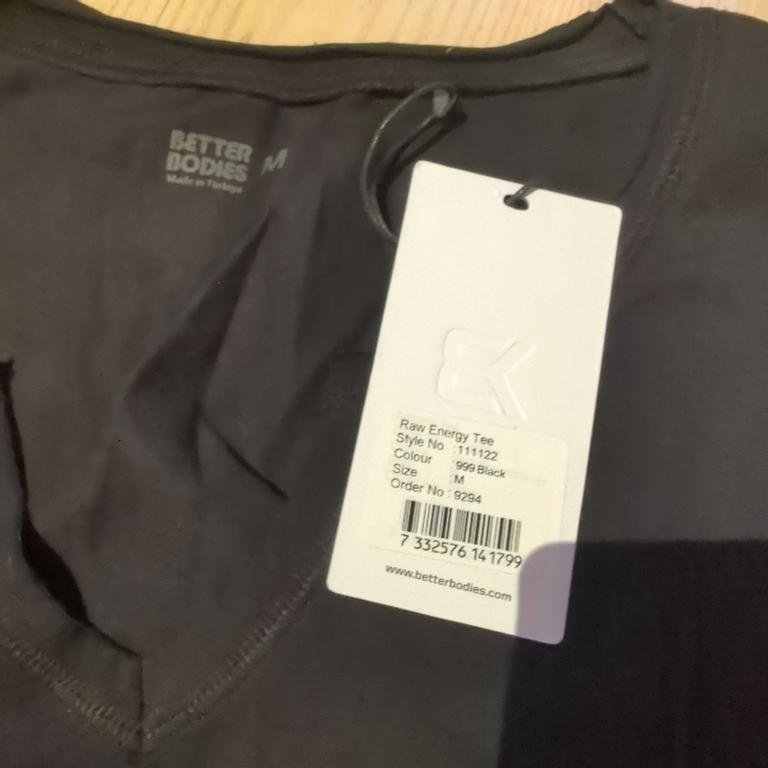 BETTER
BODIES M
Made in Türkiye
Raw Energy Tee
Style No :111122
Colour :999 Black
Size :M
Order No : 9294
7 332576 141799
www.betterbodies.com